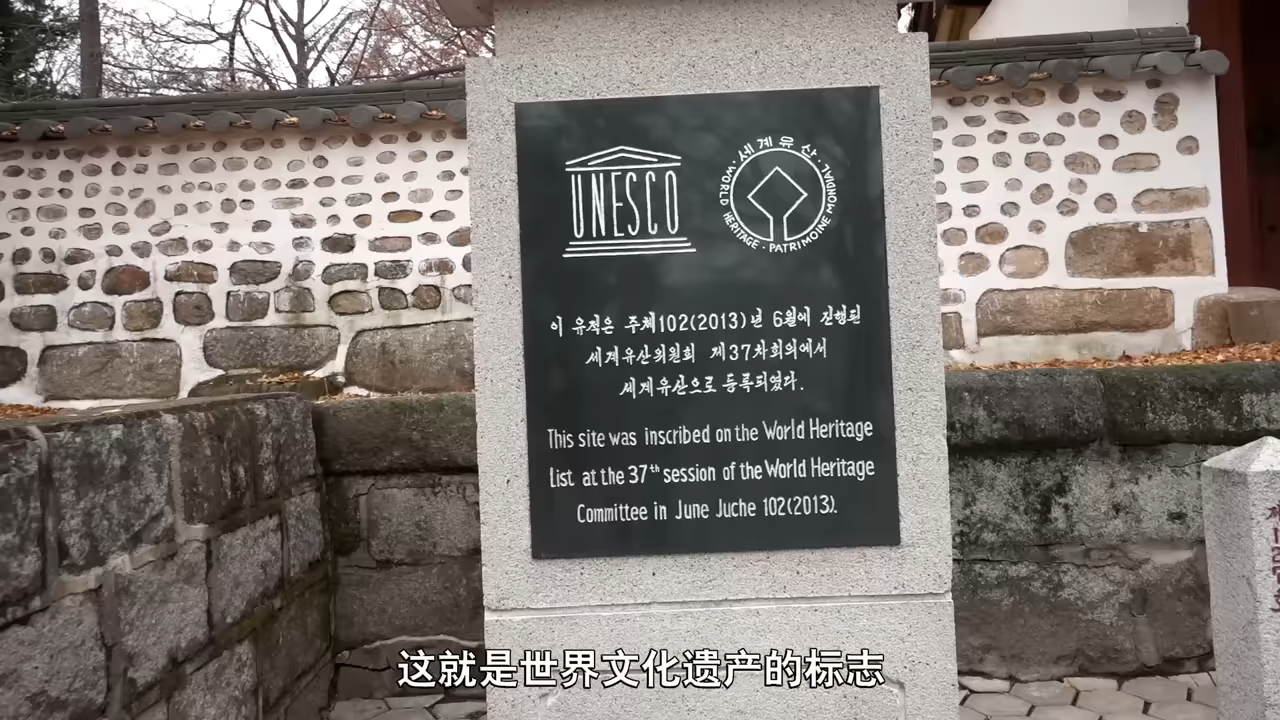 UNESCO
· 세계유산 · WORLD HERITAGE · PATRIMOINE MONDIAL
이 유적은 주체102(2013)년 6월에 진행된
세계유산위원회 제37차회의에서
세계유산으로 등록되였다.
This site was inscribed on the World Heritage
List at the 37th session of the World Heritage
Committee in June Juche 102(2013).
这就是世界文化遗产的标志